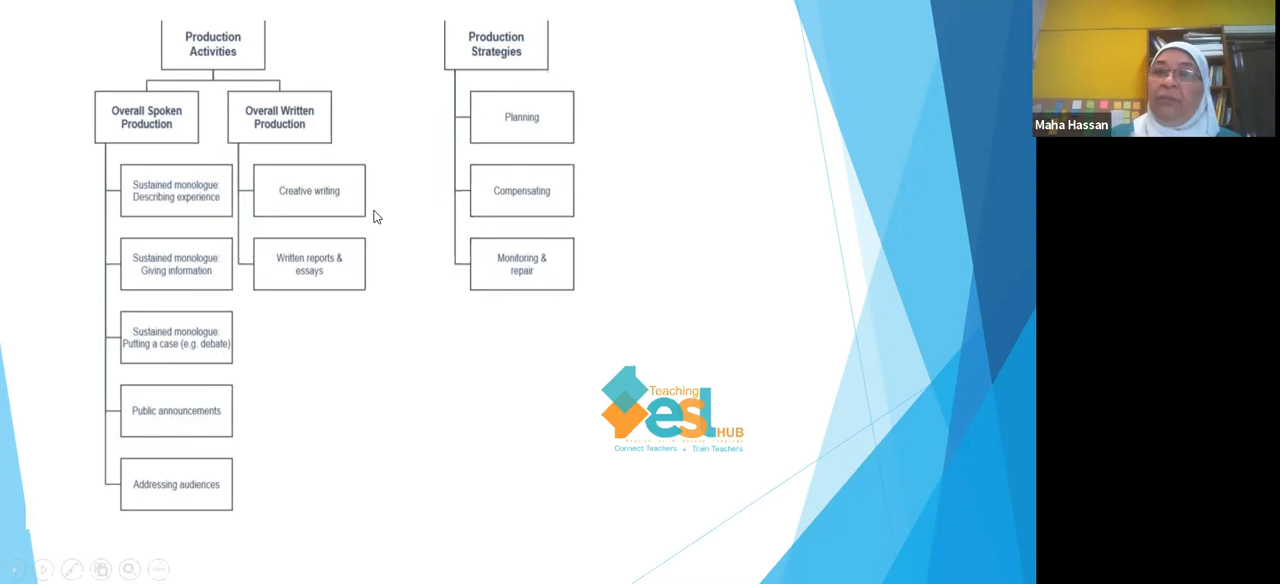 Production
Activities
Production
Strategies
Overall Spoken
Production
Overall Written
Production
Planning
Sustained monologue:
Describing experience
Creative writing
Compensating
Sustained monologue:
Giving information
Written reports &
essays
Monitoring &
repair
Sustained monologue:
Putting a case (e.g. debate)
Public announcements
Addressing audiences
Teaching
esl
HUB
Connect Teachers . Train Teachers
Maha Hassan